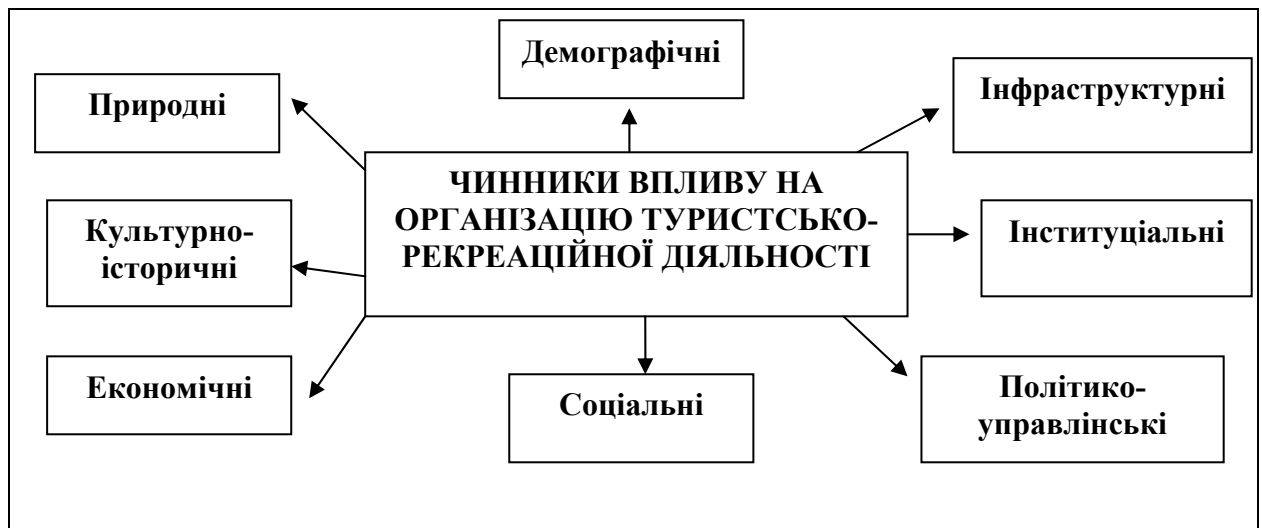 Демографічні
Природні
Інфраструктурні
ЧИННИКИ ВПЛИВУ НА
ОРГАНІЗАЦІЮ ТУРИСТСЬКО-
РЕКРЕАЦІЙНОЇ ДІЯЛЬНОСТІ
Культурно-
історичні
Інституціальні
Економічні
Соціальні
Політико-
управлінські